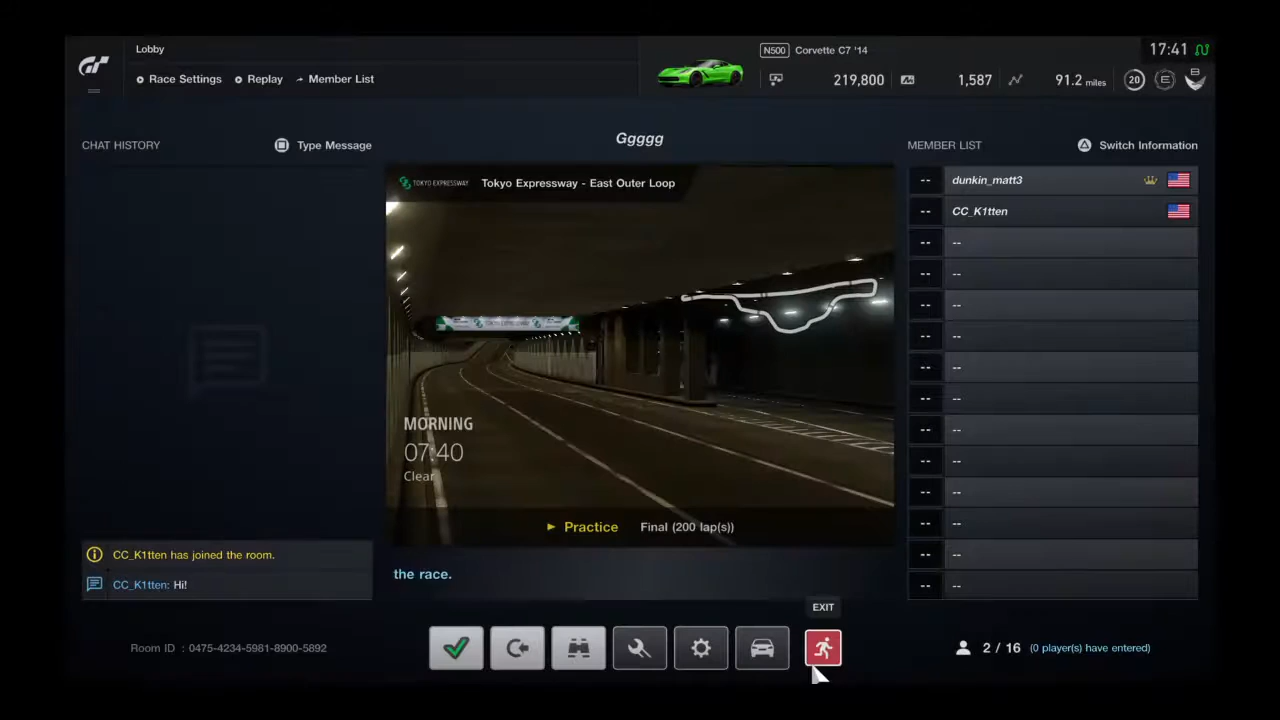 Lobby
Race Settings
Replay
Member List
N500
Corvette C7 '14
219,800
1,587
91.2 miles
17:41
20
E
B
CHAT HISTORY
Type Message
Ggggg
MEMBER LIST
Switch Information
TOKYO EXPRESSWAY
Tokyo Expressway - East Outer Loop
-- dunkin_matt3
-- CC_K1tten
-- --
-- --
-- --
-- --
-- --
-- --
-- --
-- --
-- --
-- --
-- --
-- --
TOKYO EXPRESSWAY
MORNING
07:40
Clear
Practice
Final (200 lap(s))
CC_K1tten has joined the room.
CC_K1tten: Hi!
the race.
EXIT
Room ID : 0475-4234-5981-8900-5892
2 / 16 (0 player(s) have entered)